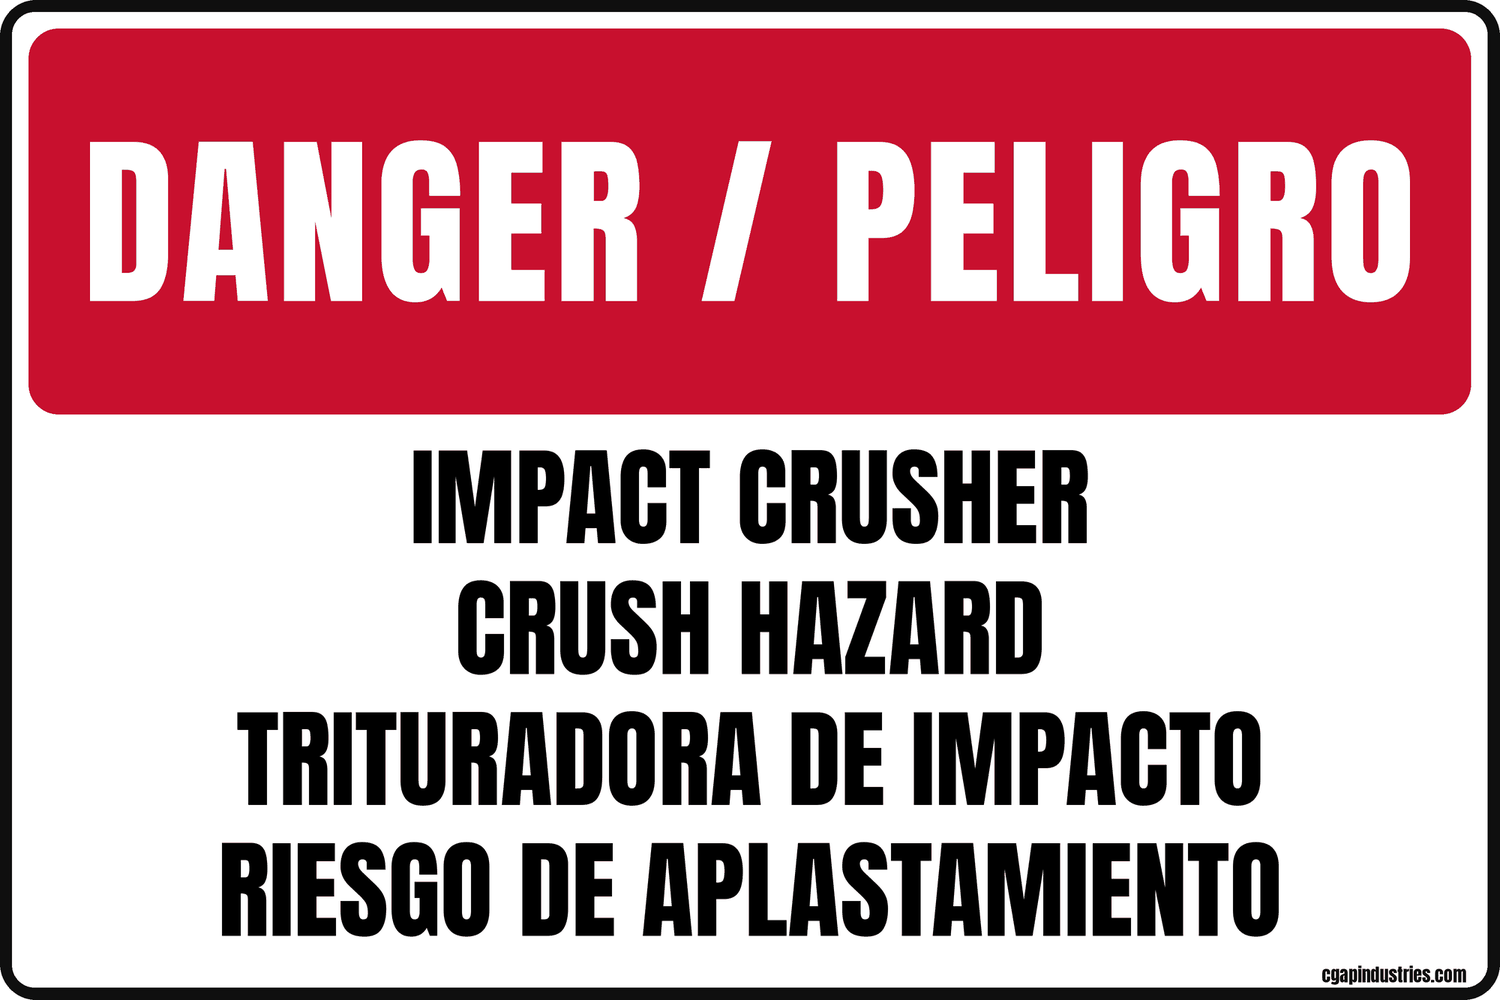 DANGER / PELIGRO
IMPACT CRUSHER
CRUSH HAZARD
TRITURADORA DE IMPACTO
RIESGO DE APLASTAMIENTO
cgapindustries.com